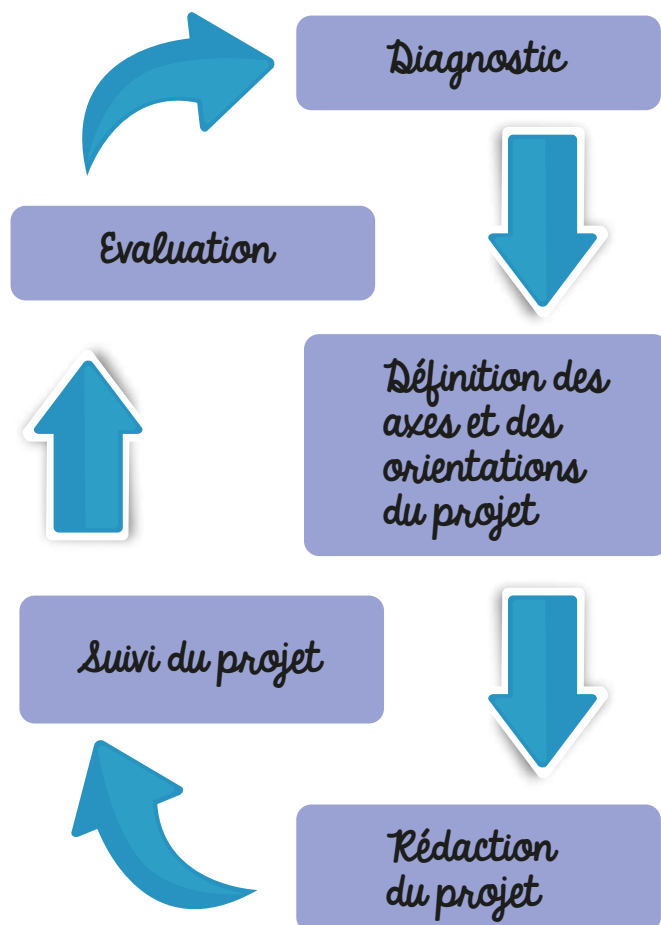 Diagnostic
Evaluation
Définition des
axes et des
orientations
du projet
Suivi du projet
Rédaction
du projet